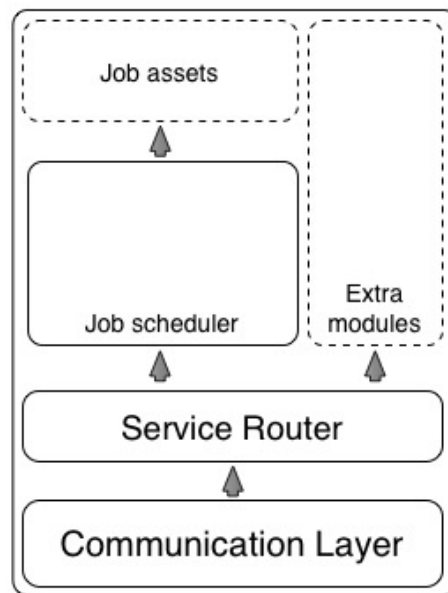 Job assets
Job scheduler
Extra
modules
Service Router
Communication Layer